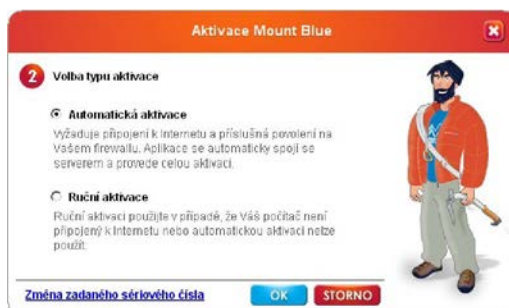 Aktivace Mount Blue
2 Volba typu aktivace
Automatická aktivace
Vyžaduje připojení k Internetu a příslušná povolení na
Vašem firewallu. Aplikace se automaticky spojí se
serverem a provede celou aktivaci.
Ruční aktivace
Ruční aktivaci použijte v případě, že Váš počítač není
připojený k Internetu nebo automatickou aktivaci nelze
použít.
Změna zadaného sériového čísla OK STORNO